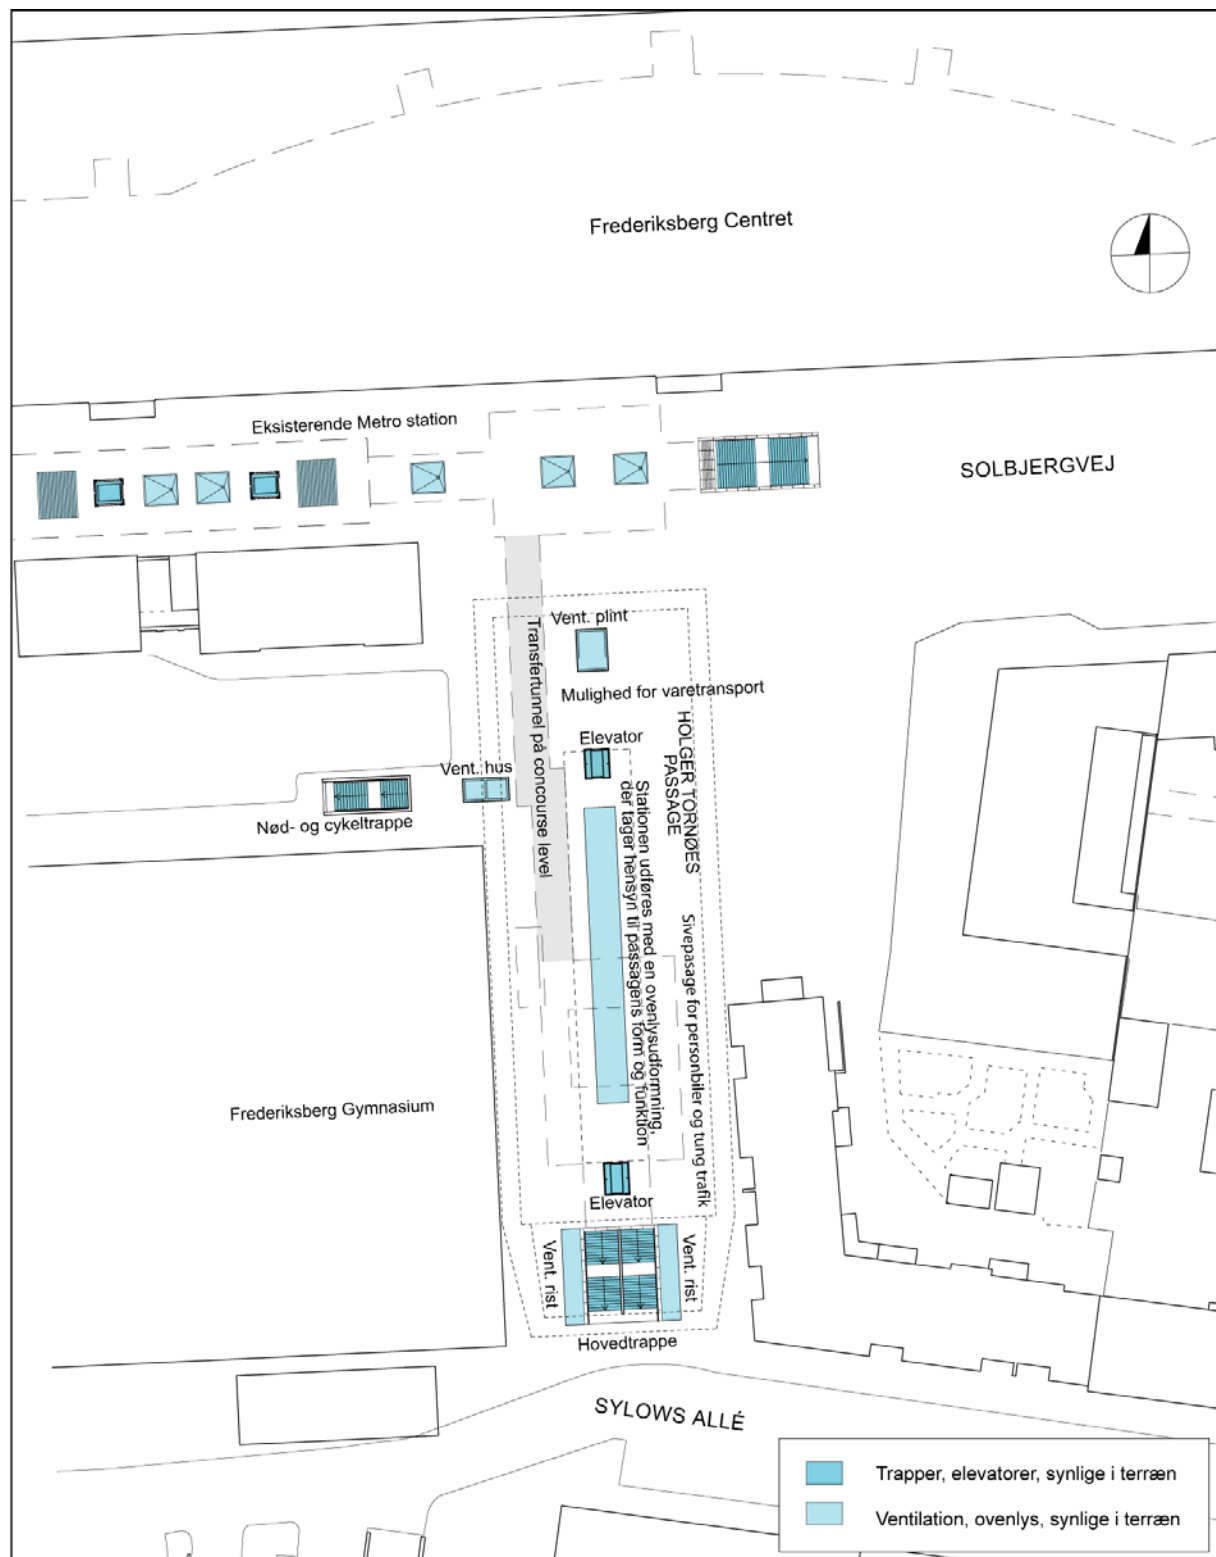 Frederiksberg Centret
Eksisterende Metro station
SOLBJERGVEJ
Vent. plint
Transfertunnel på concourse level
Mulighed for varetransport
HOLGER TORNØES
PASSAGE
Elevator
Vent. hus
Nød- og cykeltrappe
Stationen udføres med en ovenlysudformning,
der tager hensyn til passagens form og funktion
Sivepasage for personbiler og tung trafik
Frederiksberg Gymnasium
Elevator
Vent. rist
Vent. rist
Hovedtrappe
SYLOWS ALLÉ
Trapper, elevatorer, synlige i terræn
Ventilation, ovenlys, synlige i terræn